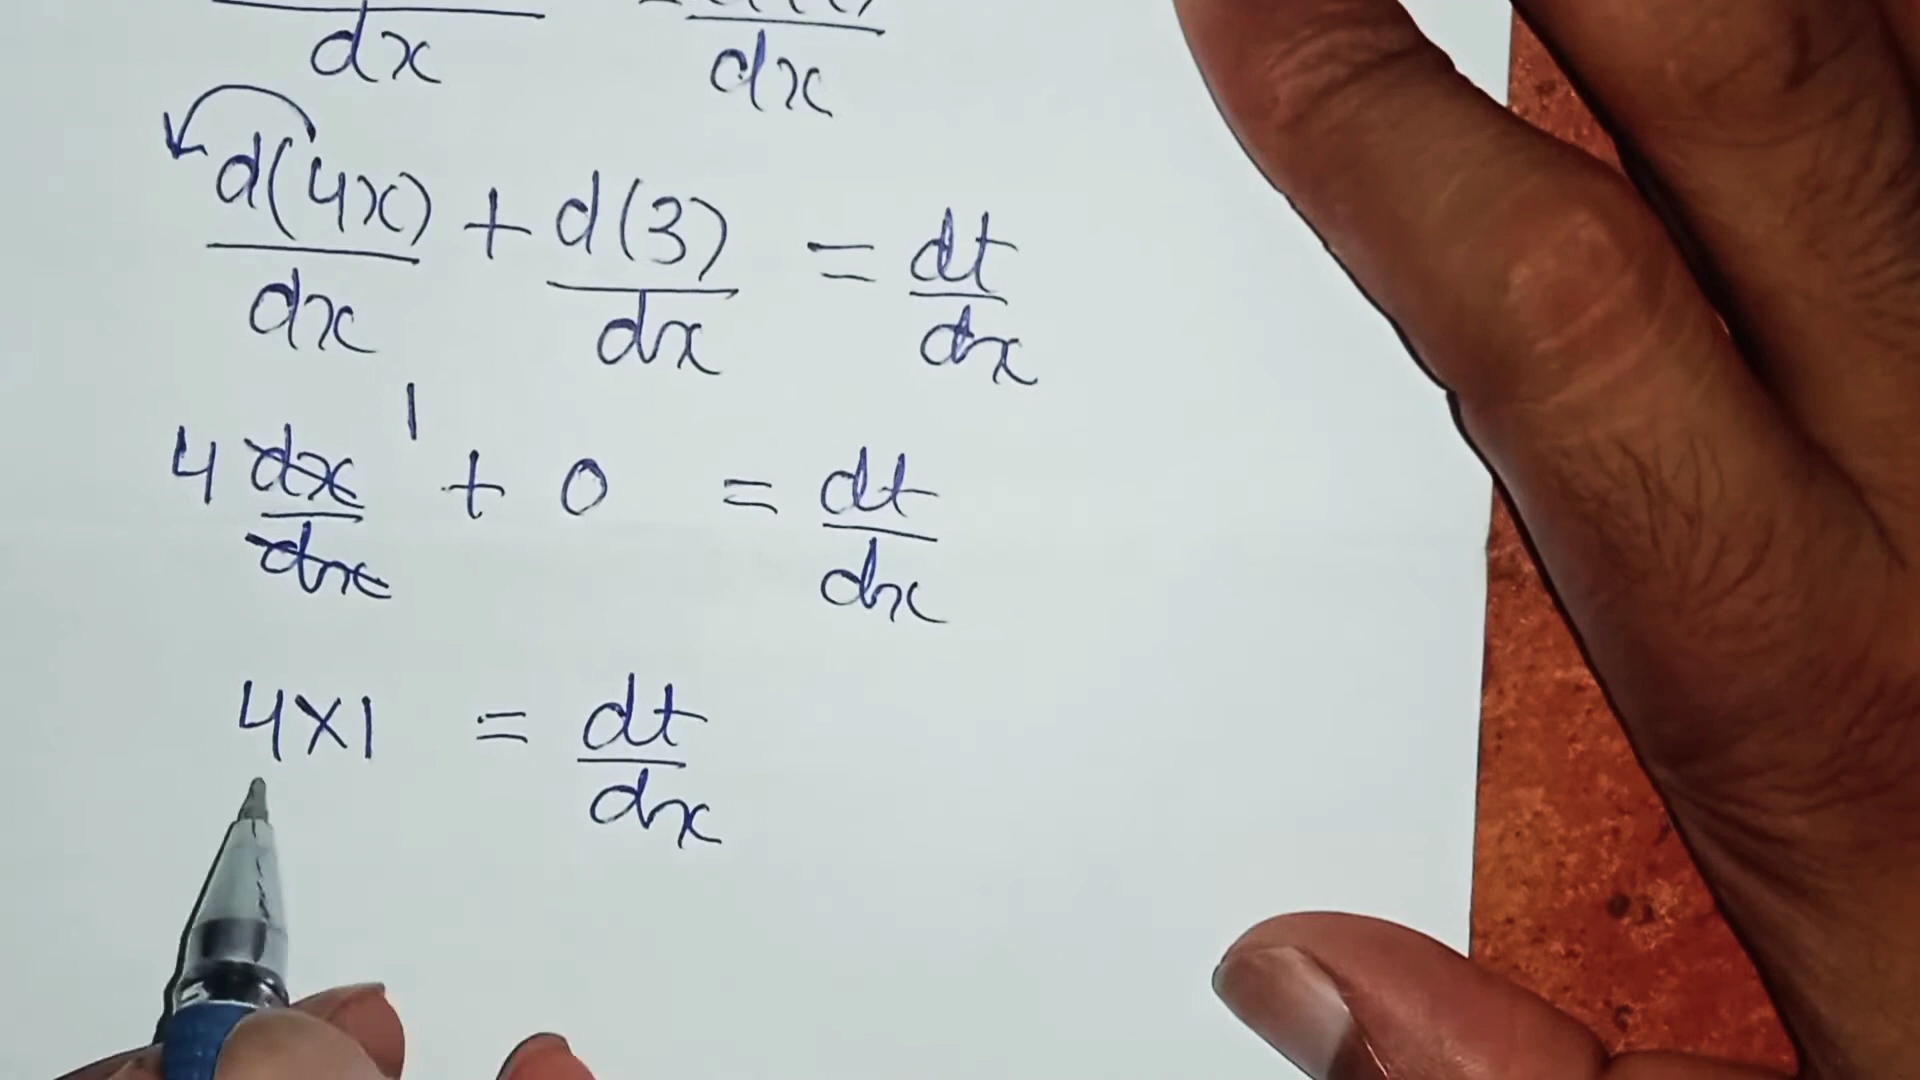 dx dx
d(4x)/dx + d(3)/dx = dt/dx
4 dx/dx 1 + 0 = dt/dx
4×1 = dt/dx